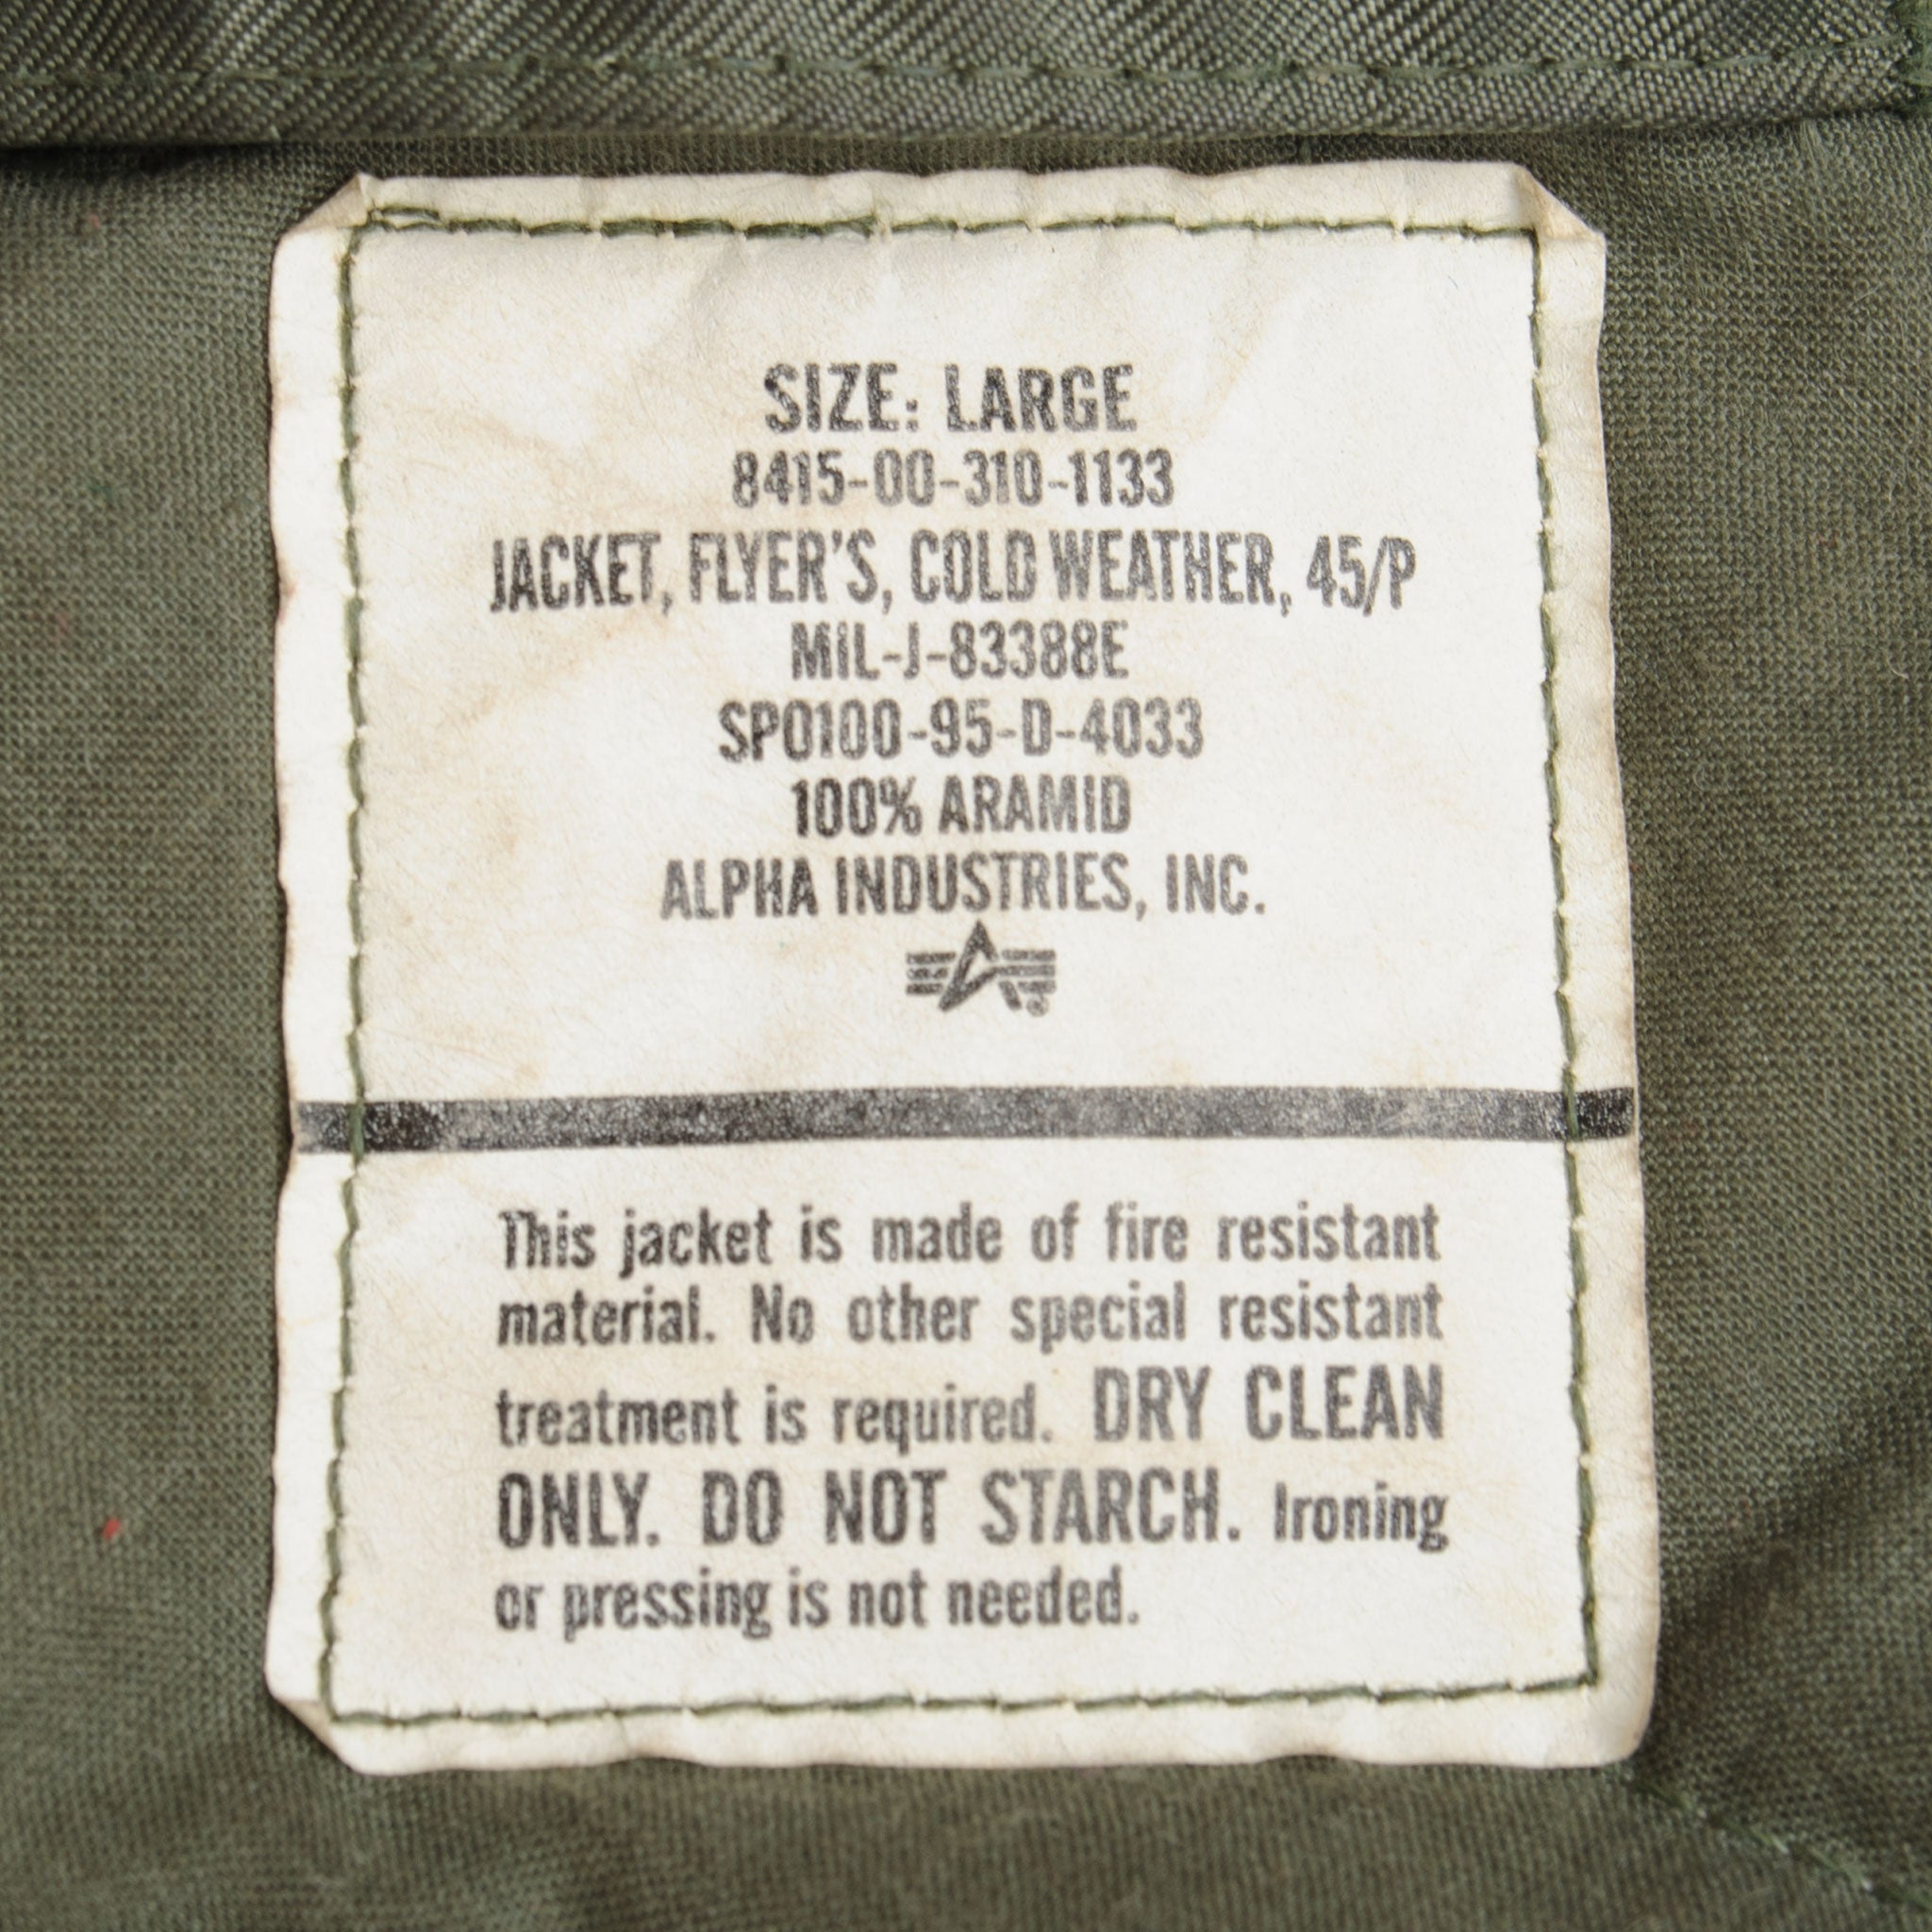 SIZE: LARGE
8415-00-310-1133
JACKET, FLYER'S, COLD WEATHER, 45/P
MIL-J-83388E
SPO100-95-D-4033
100% ARAMID
ALPHA INDUSTRIES, INC.
This jacket is made of fire resistant
material. No other special resistant
treatment is required. DRY CLEAN
ONLY. DO NOT STARCH. Ironing
or pressing is not needed.